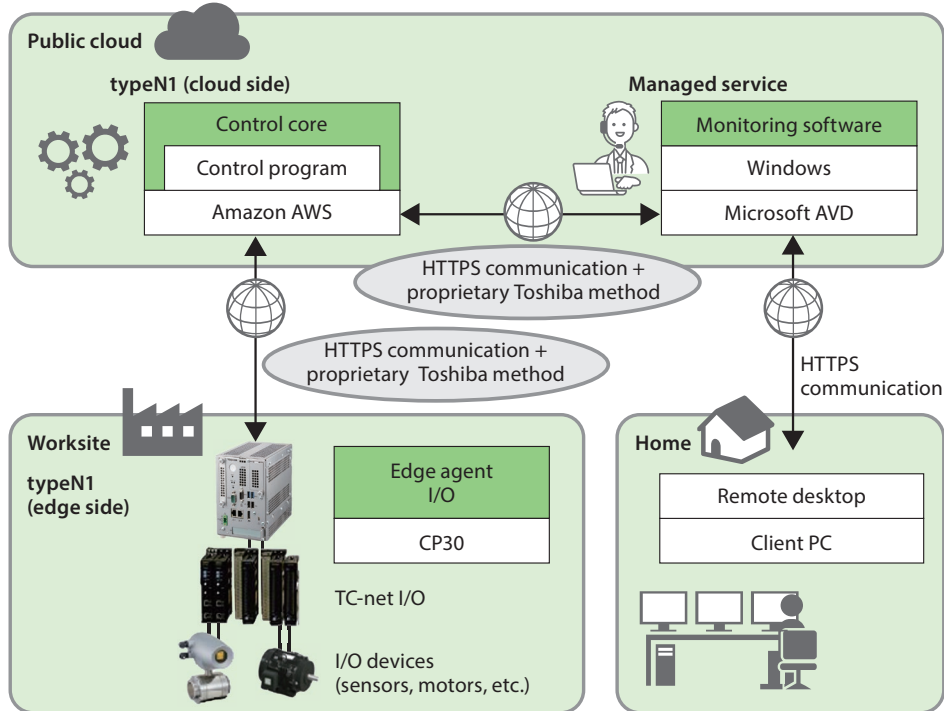 Public cloud
typeN1 (cloud side)
Control core
Control program
Amazon AWS
Managed service
Monitoring software
Windows
Microsoft AVD
HTTPS communication +
proprietary Toshiba method
HTTPS communication +
proprietary Toshiba method
HTTPS
communication
Worksite
typeN1
(edge side)
Edge agent
I/O
CP30
TC-net I/O
I/O devices
(sensors, motors, etc.)
Home
Remote desktop
Client PC